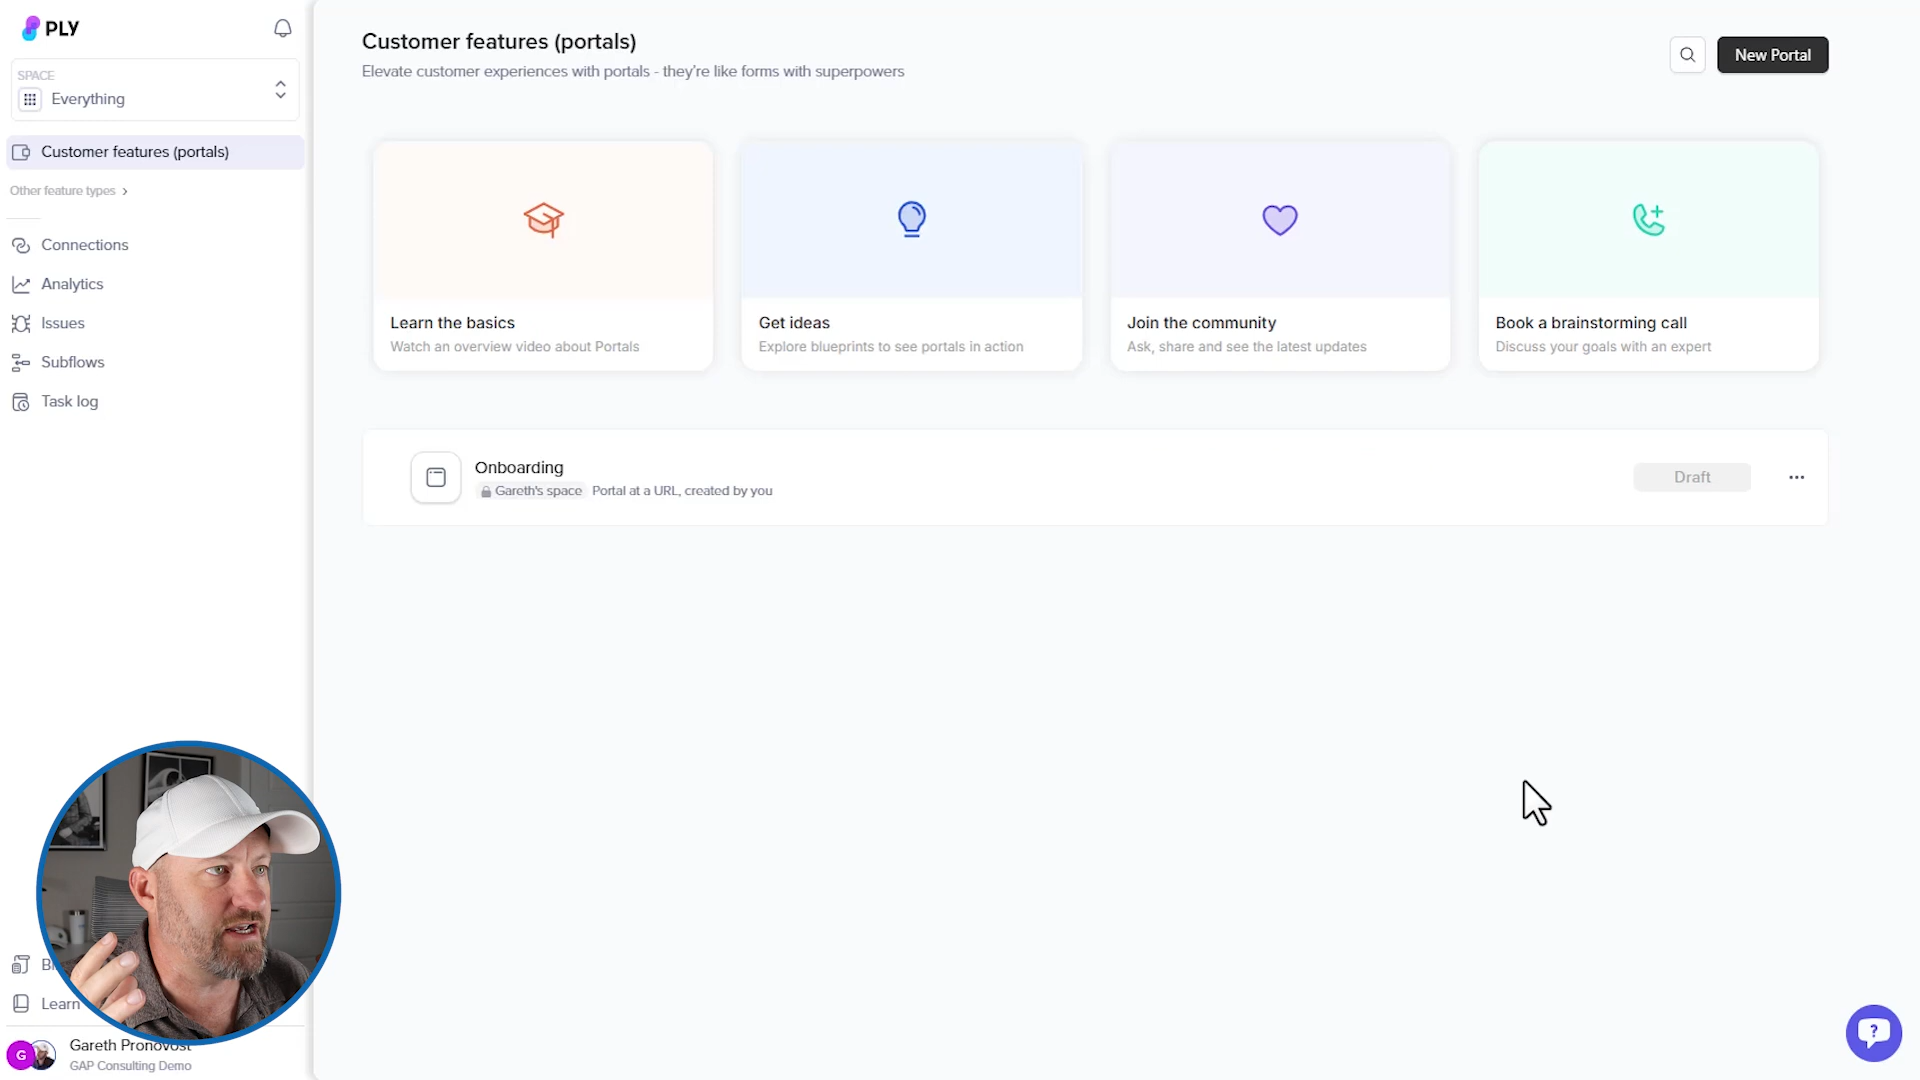 PLY
SPACE
Everything
Customer features (portals)
Other feature types
Connections
Analytics
Issues
Subflows
Task log
Learn
G
Gareth Pronovost
GAP Consulting Demo
Customer features (portals)
Elevate customer experiences with portals - they’re like forms with superpowers
New Portal
Learn the basics
Watch an overview video about Portals
Get ideas
Explore blueprints to see portals in action
Join the community
Ask, share and see the latest updates
Book a brainstorming call
Discuss your goals with an expert
Onboarding
Gareth's space Portal at a URL, created by you
Draft
?